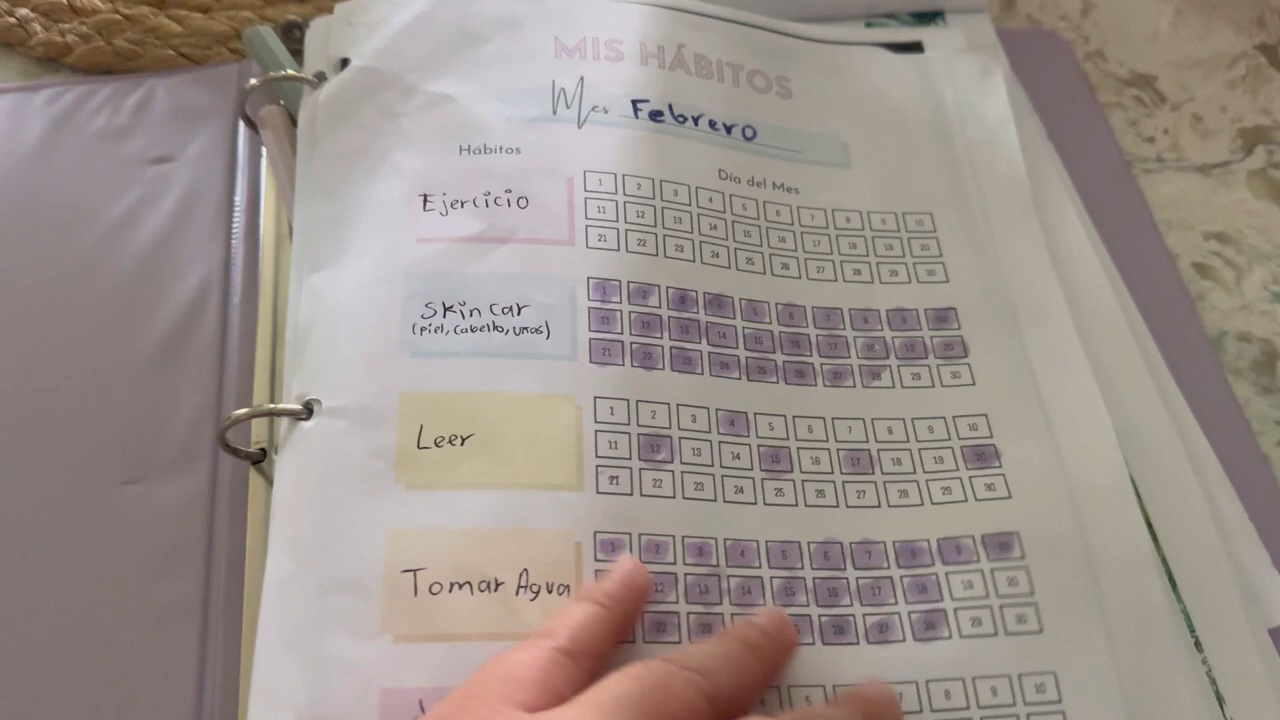 MIS HÁBITOS
Mes Febrero
Hábitos
Día del Mes
Ejercicio
1 2 3 4 5 6 7 8 9 10
11 12 13 14 15 16 17 18 19 20
21 22 23 24 25 26 27 28 29 30
Skin car
(piel, cabello, uñas)
1 2 3 4 5 6 7 8 9 10
11 12 13 14 15 16 17 18 19 20
21 22 23 24 25 26 27 28 29 30
Leer
1 2 3 4 5 6 7 8 9 10
11 12 13 14 15 16 17 18 19 20
21 22 23 24 25 26 27 28 29 30
Tomar Agua
1 2 3 4 5 6 7 8 9 10
12 13 14 15 16 17 18 19 20
22 23 26 27 28 29 30
4 5 7 8 9 10